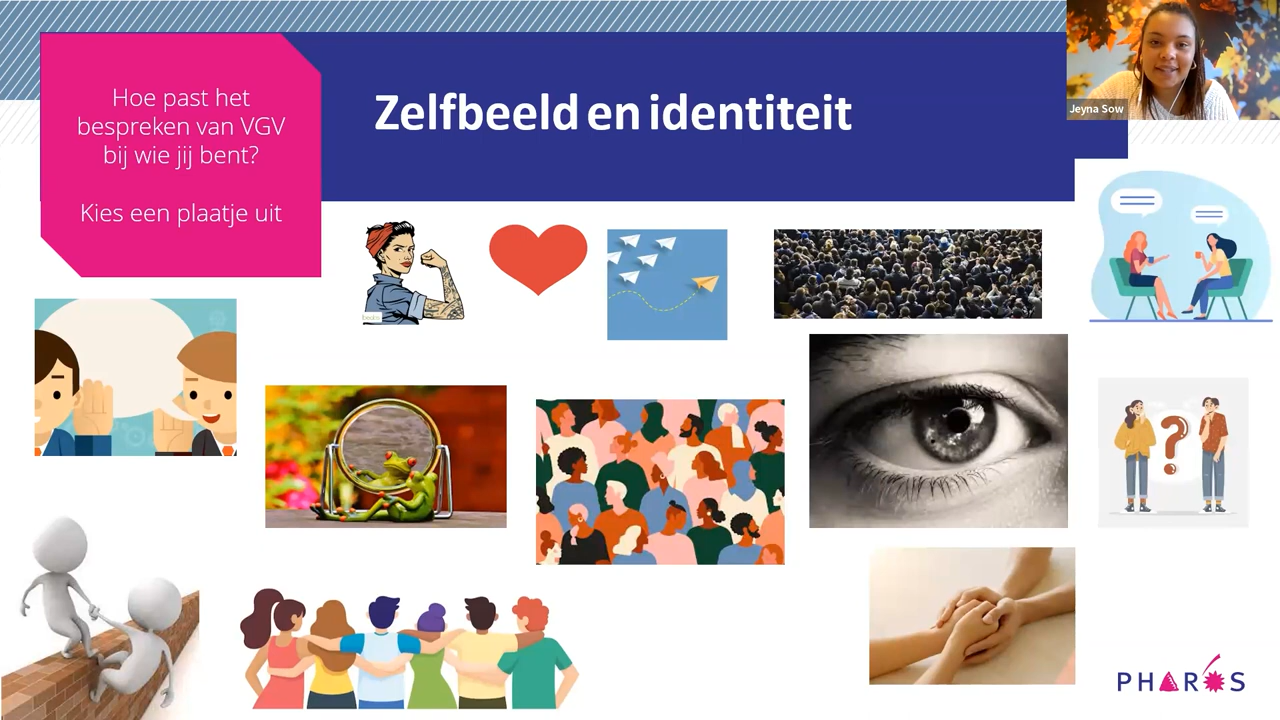 Hoe past het
bespreken van VGV
bij wie jij bent?
Kies een plaatje uit
Zelfbeeld en identiteit
Jeyna Sow
PHAROS